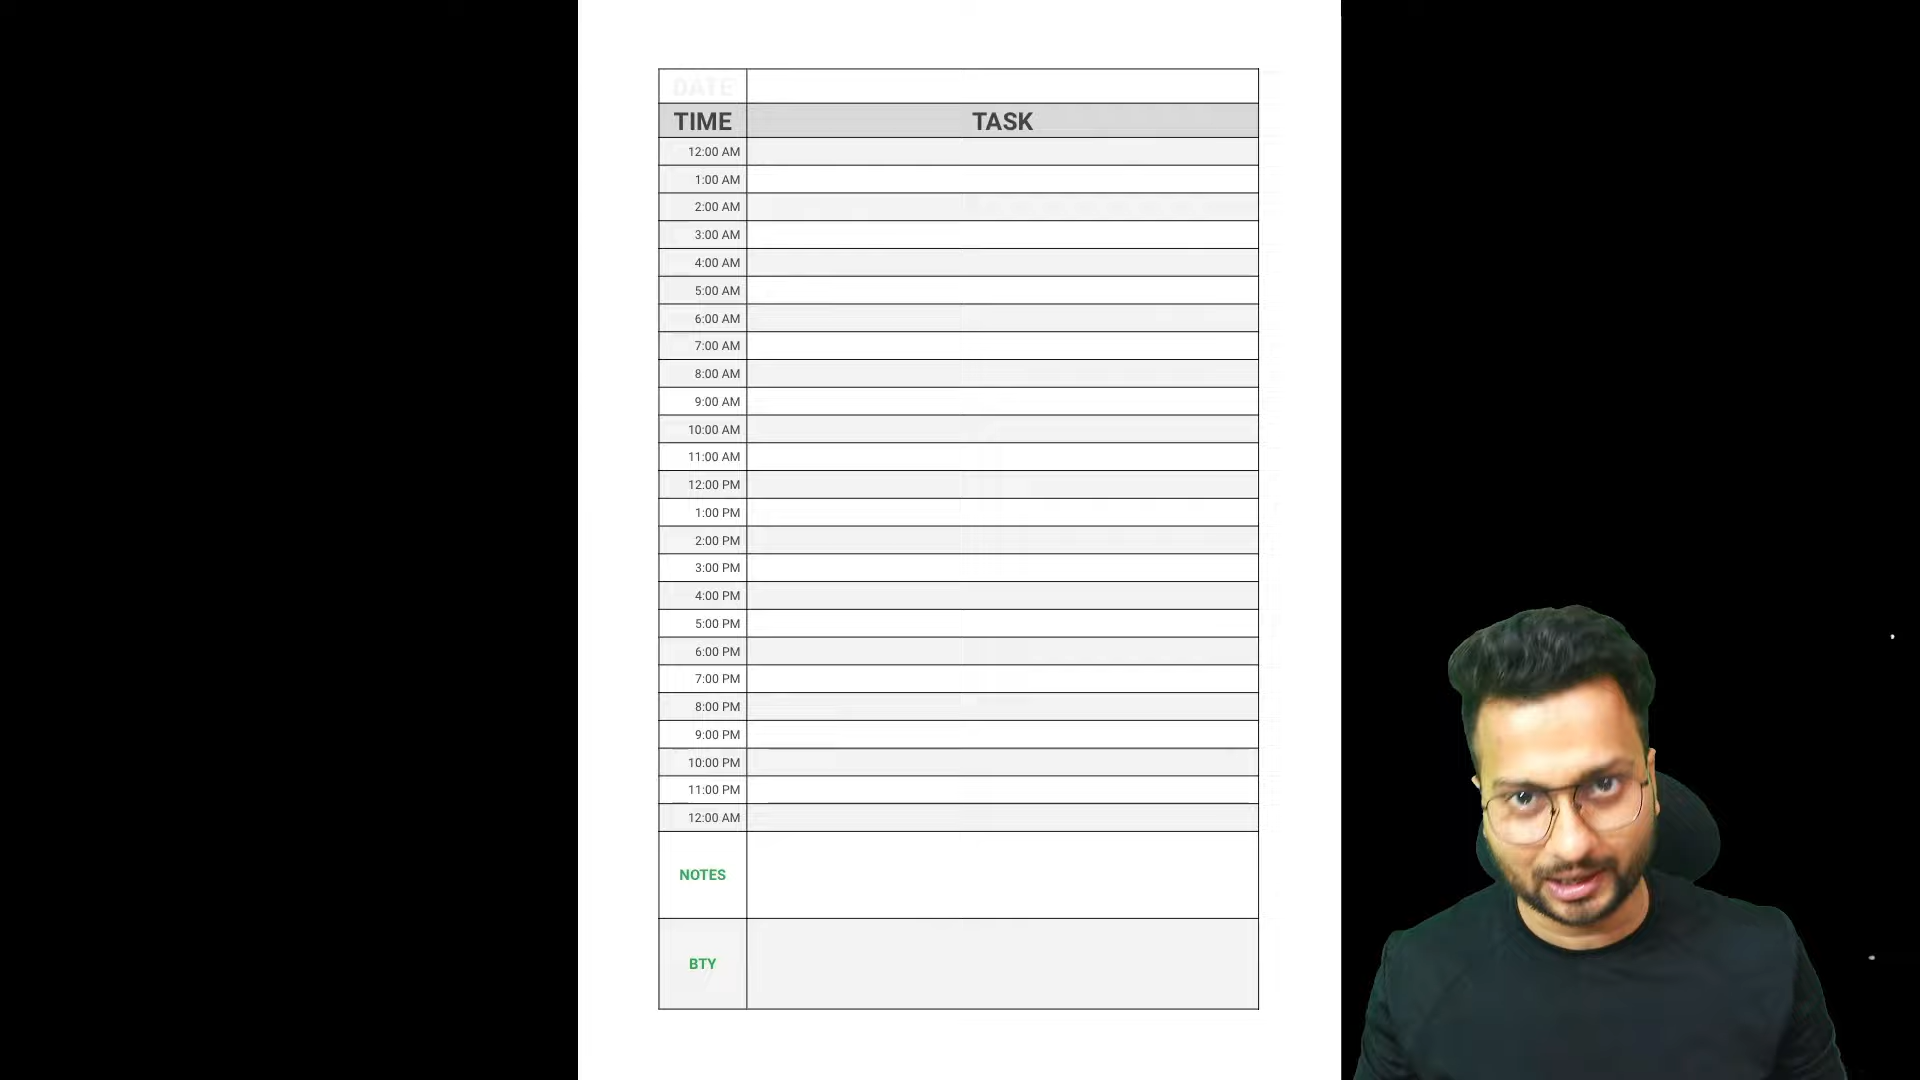 DATE
TIME TASK
12:00 AM
1:00 AM
2:00 AM
3:00 AM
4:00 AM
5:00 AM
6:00 AM
7:00 AM
8:00 AM
9:00 AM
10:00 AM
11:00 AM
12:00 PM
1:00 PM
2:00 PM
3:00 PM
4:00 PM
5:00 PM
6:00 PM
7:00 PM
8:00 PM
9:00 PM
10:00 PM
11:00 PM
12:00 AM
NOTES
BTY